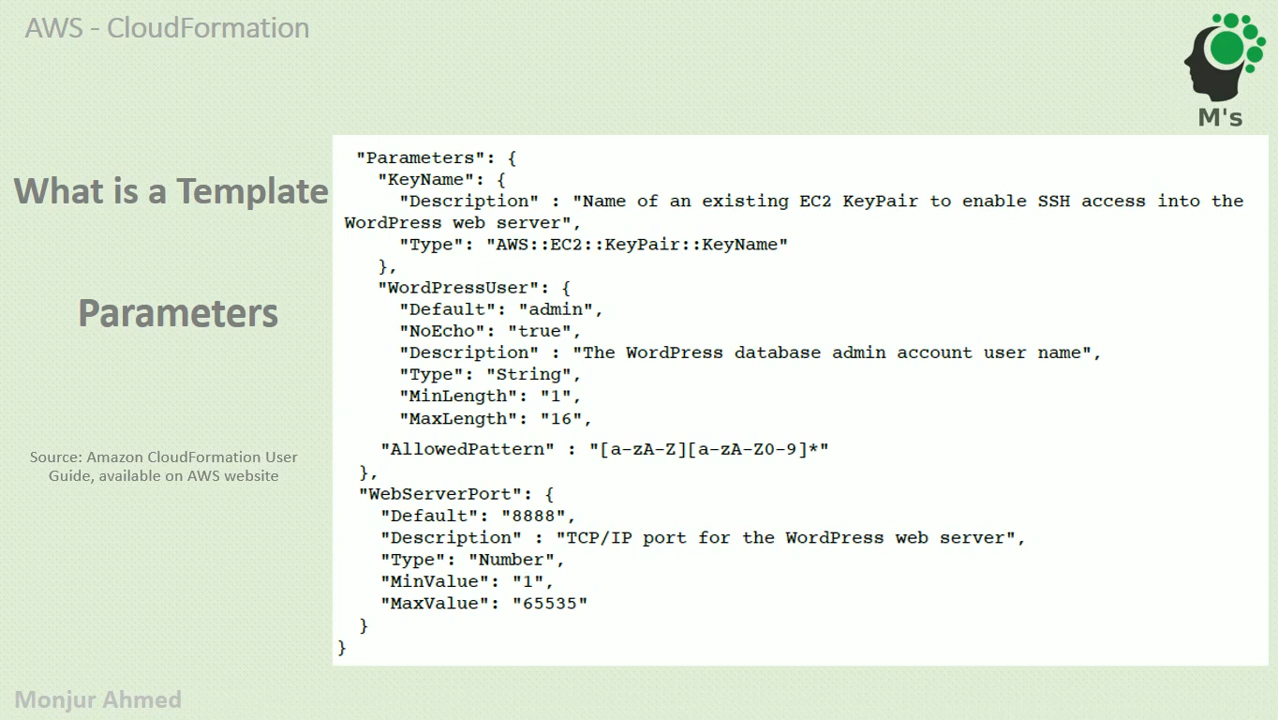 AWS - CloudFormation
M's
What is a Template
Parameters
Source: Amazon CloudFormation User
Guide, available on AWS website
"Parameters": {
"KeyName": {
"Description" : "Name of an existing EC2 KeyPair to enable SSH access into the
WordPress web server",
"Type": "AWS::EC2::KeyPair::KeyName"
},
"WordPressUser": {
"Default": "admin",
"NoEcho": "true",
"Description" : "The WordPress database admin account user name",
"Type": "String",
"MinLength": "1",
"MaxLength": "16",
"AllowedPattern" : "[a-zA-Z][a-zA-Z0-9]*"
},
"WebServerPort": {
"Default": "8888",
"Description" : "TCP/IP port for the WordPress web server",
"Type": "Number",
"MinValue": "1",
"MaxValue": "65535"
}
}
Monjur Ahmed